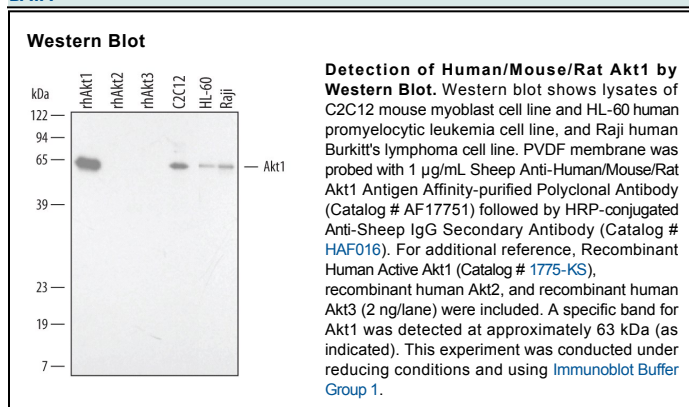 Western Blot
kDa
rhAkt1
rhAkt2
rhAkt3
C2C12
HL-60
Raji
122
94
65
39
23
19
7
Akt1
Detection of Human/Mouse/Rat Akt1 by
Western Blot. Western blot shows lysates of
C2C12 mouse myoblast cell line and HL-60 human
promyelocytic leukemia cell line, and Raji human
Burkitt's lymphoma cell line. PVDF membrane was
probed with 1 µg/mL Sheep Anti-Human/Mouse/Rat
Akt1 Antigen Affinity-purified Polyclonal Antibody
(Catalog # AF17751) followed by HRP-conjugated
Anti-Sheep IgG Secondary Antibody (Catalog #
HAF016). For additional reference, Recombinant
Human Active Akt1 (Catalog # 1775-KS),
recombinant human Akt2, and recombinant human
Akt3 (2 ng/lane) were included. A specific band for
Akt1 was detected at approximately 63 kDa (as
indicated). This experiment was conducted under
reducing conditions and using Immunoblot Buffer
Group 1.